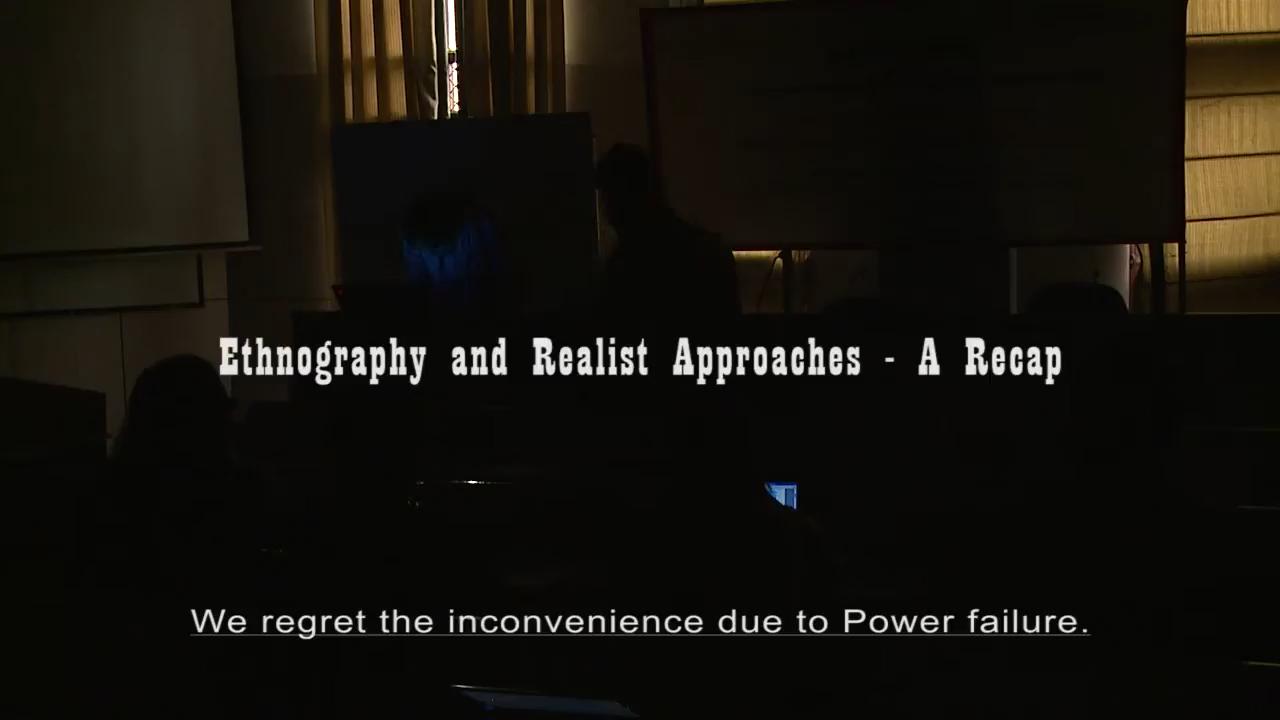 Ethnography and Realist Approaches - A Recap
We regret the inconvenience due to Power failure.